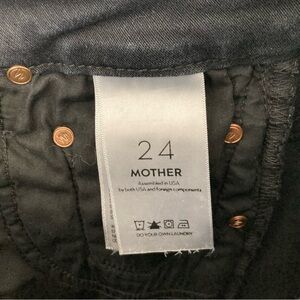 24
MOTHER
Assembled in USA
by both USA and foreign components
DO YOUR OWN LAUNDRY